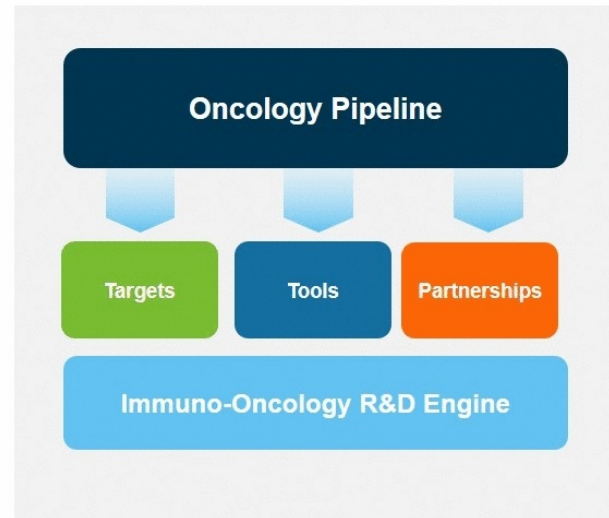 Oncology Pipeline
Targets
Tools
Partnerships
Immuno-Oncology R&D Engine